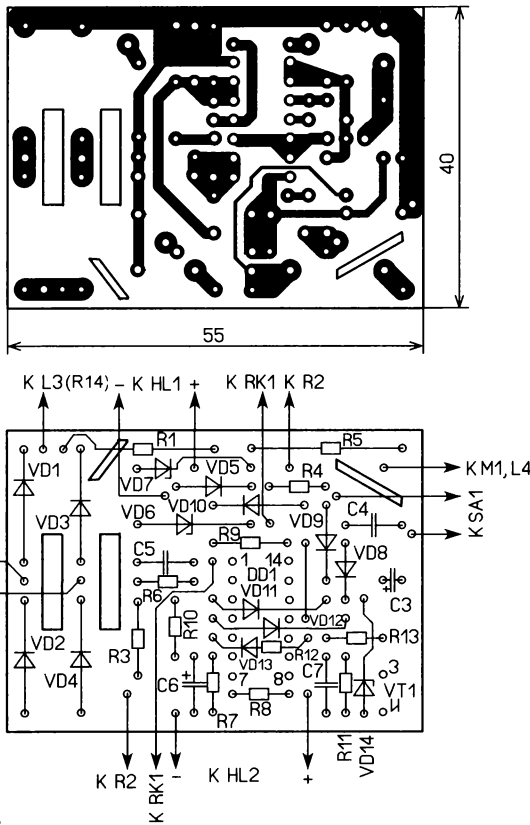 40
55
К L3(R14) – К HL1 + К RK1 К R2
R1
R5
VD1
VD7
VD5
R4
К M1, L4
VD3
VD6
VD10
VD9
C4
К SA1
R9
VD8
C5
1 14
DD1
R6
VD11
C3
VD2
R3
R10
VD12
R13
VD4
VD13
R12
C6
+
7
8
C7
З
VT1
И
R7
R8
R11
VD14
К R2
К RK1
–
К HL2
+